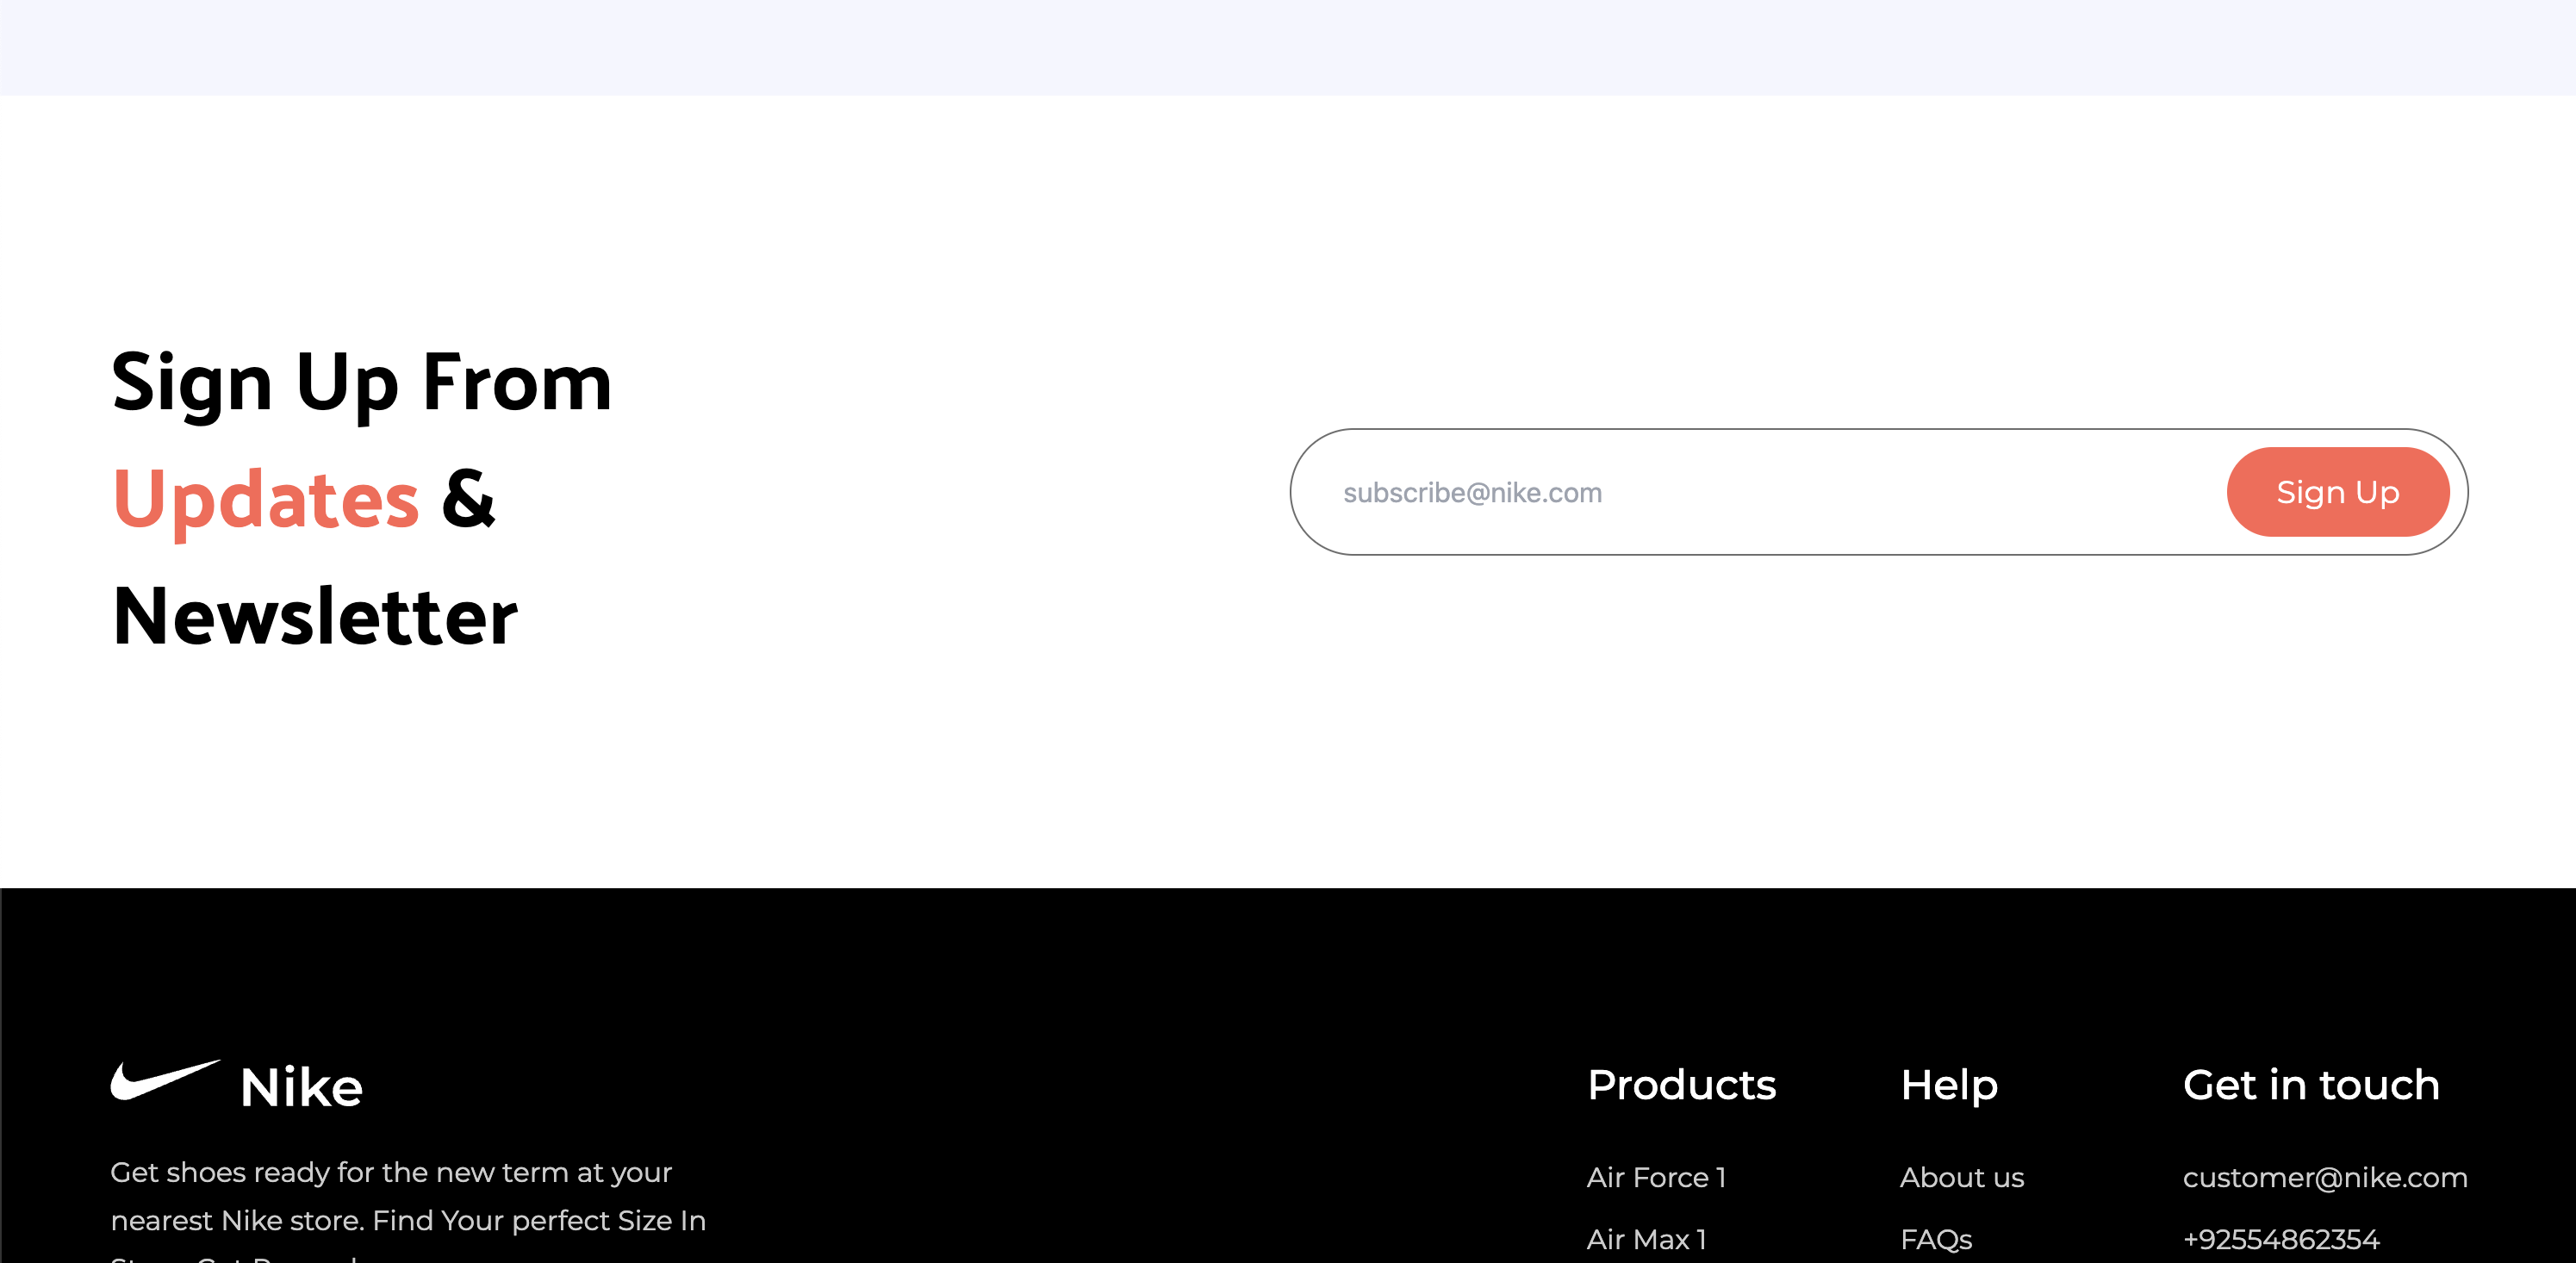 Sign Up From
Updates &
Newsletter
subscribe@nike.com
Sign Up
Nike
Get shoes ready for the new term at your
nearest Nike store. Find Your perfect Size In
Products
Air Force 1
Air Max 1
Help
About us
FAQs
Get in touch
customer@nike.com
+92554862354